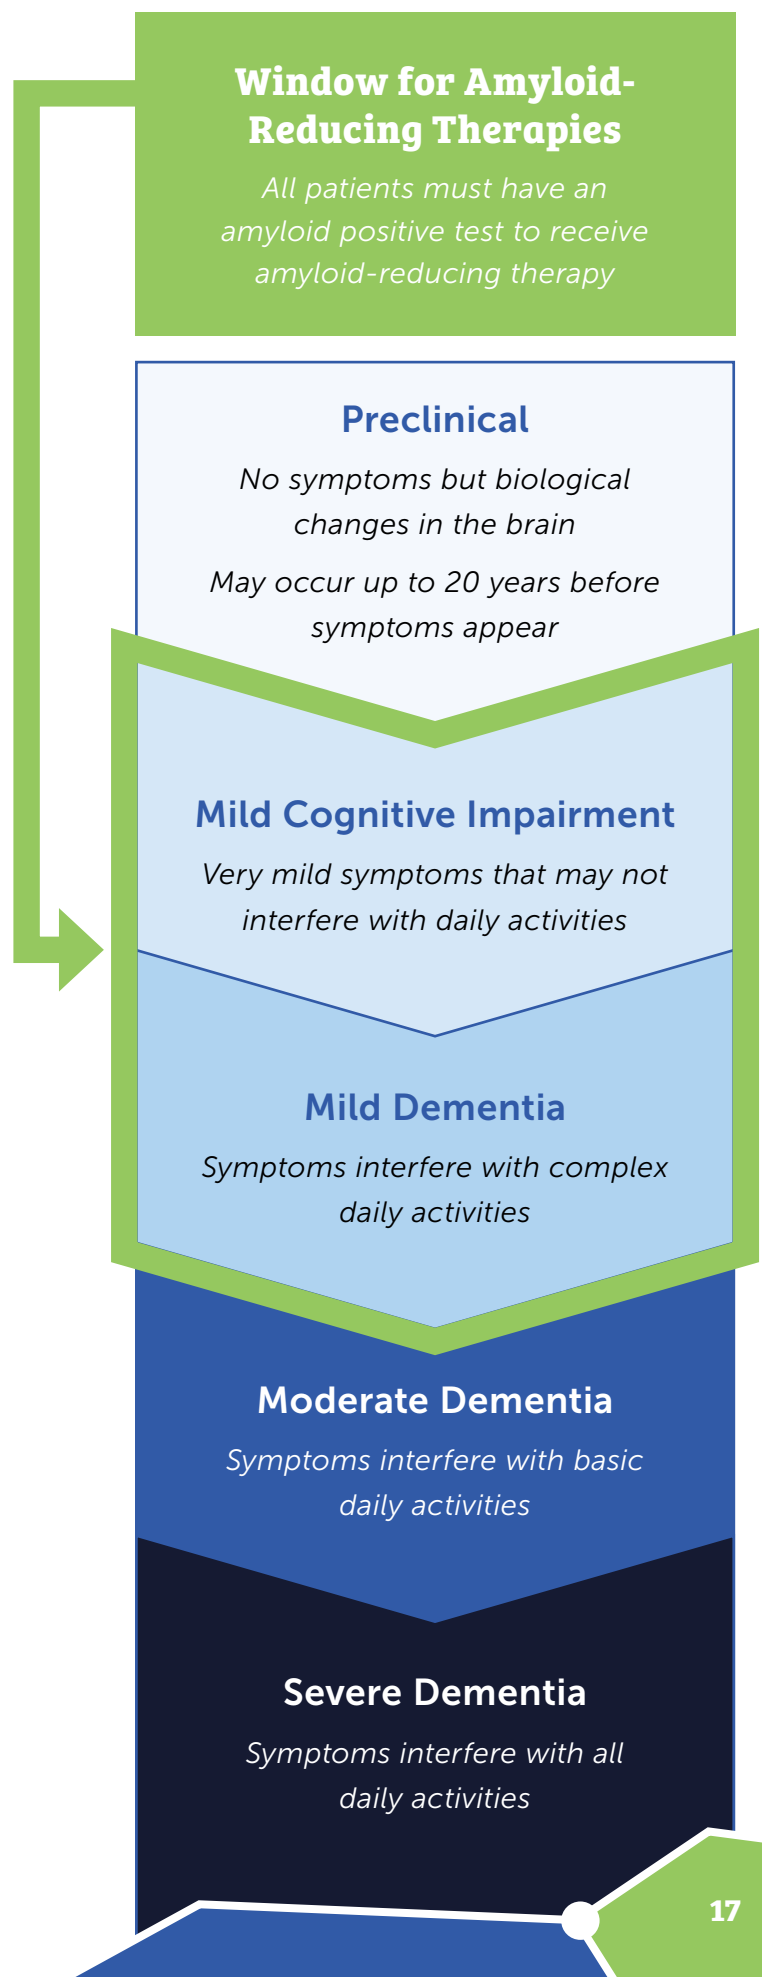 Window for Amyloid-
Reducing Therapies
All patients must have an
amyloid positive test to receive
amyloid-reducing therapy
Preclinical
No symptoms but biological
changes in the brain
May occur up to 20 years before
symptoms appear
Mild Cognitive Impairment
Very mild symptoms that may not
interfere with daily activities
Mild Dementia
Symptoms interfere with complex
daily activities
Moderate Dementia
Symptoms interfere with basic
daily activities
Severe Dementia
Symptoms interfere with all
daily activities
17